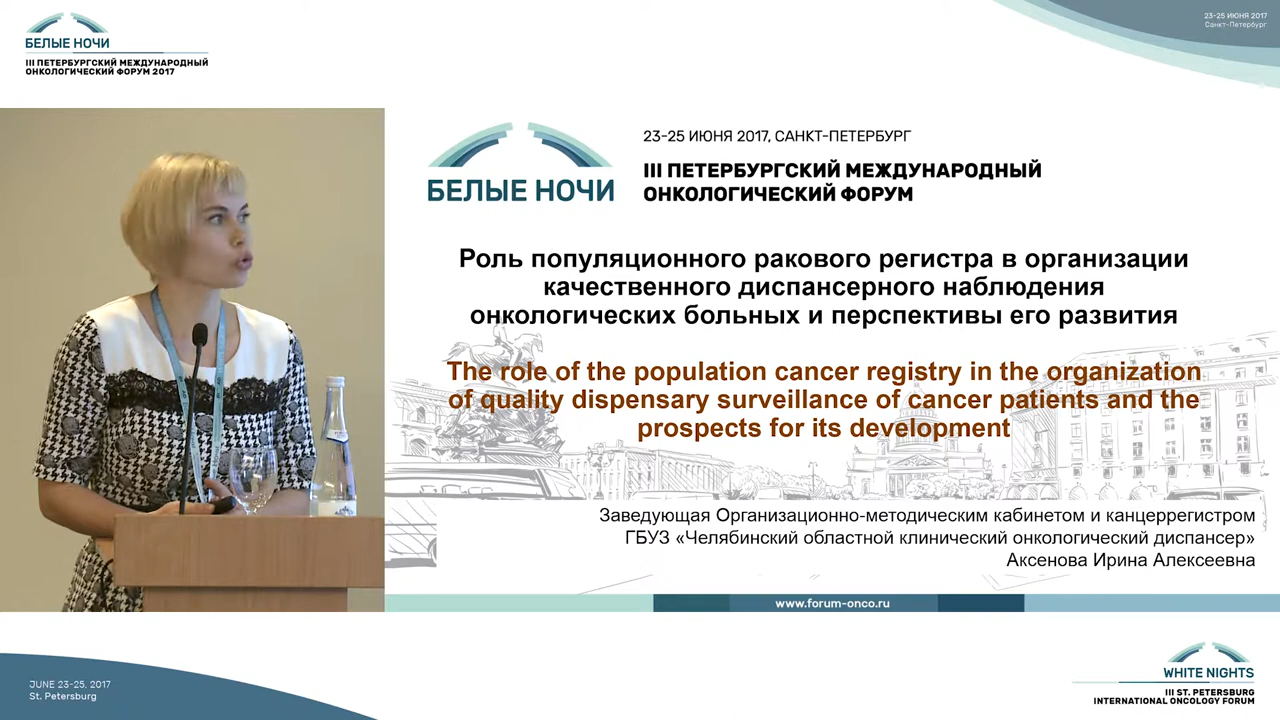 БЕЛЫЕ НОЧИ
III ПЕТЕРБУРГСКИЙ МЕЖДУНАРОДНЫЙ
ОНКОЛОГИЧЕСКИЙ ФОРУМ 2017
23-25 ИЮНЯ 2017
Санкт-Петербург
23-25 ИЮНЯ 2017, САНКТ-ПЕТЕРБУРГ
III ПЕТЕРБУРГСКИЙ МЕЖДУНАРОДНЫЙ
ОНКОЛОГИЧЕСКИЙ ФОРУМ
БЕЛЫЕ НОЧИ
Роль популяционного ракового регистра в организации
качественного диспансерного наблюдения
онкологических больных и перспективы его развития
The role of the population cancer registry in the organization
of quality dispensary surveillance of cancer patients and the
prospects for its development
Заведующая Организационно-методическим кабинетом и канцеррегистром
ГБУЗ «Челябинский областной клинический онкологический диспансер»
Аксенова Ирина Алексеевна
www.forum-onco.ru
JUNE 23-25, 2017
St. Petersburg
WHITE NIGHTS
III ST. PETERSBURG
INTERNATIONAL ONCOLOGY FORUM